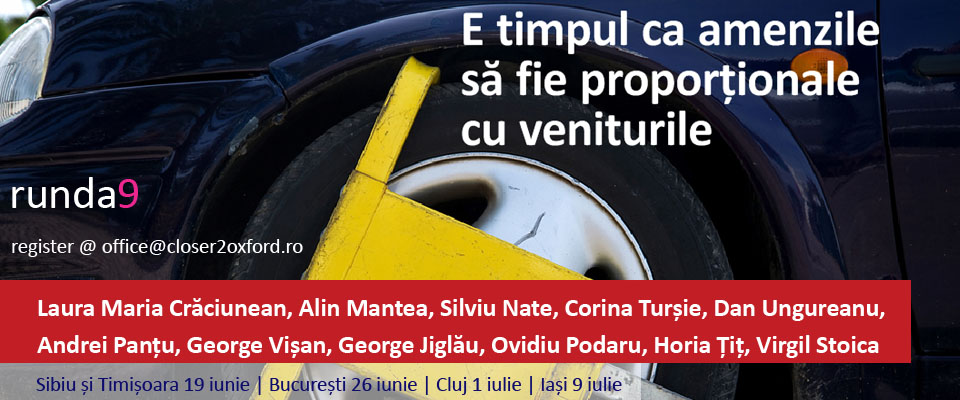 E timpul ca amenzile
să fie proporționale
cu veniturile
runda9
register @ office@closer2oxford.ro
Laura Maria Crăciunean, Alin Mantea, Silviu Nate, Corina Turșie, Dan Ungureanu,
Andrei Panțu, George Vișan, George Jiglău, Ovidiu Podaru, Horia Țiț, Virgil Stoica
Sibiu și Timișoara 19 iunie | București 26 iunie | Cluj 1 iulie | Iași 9 iulie